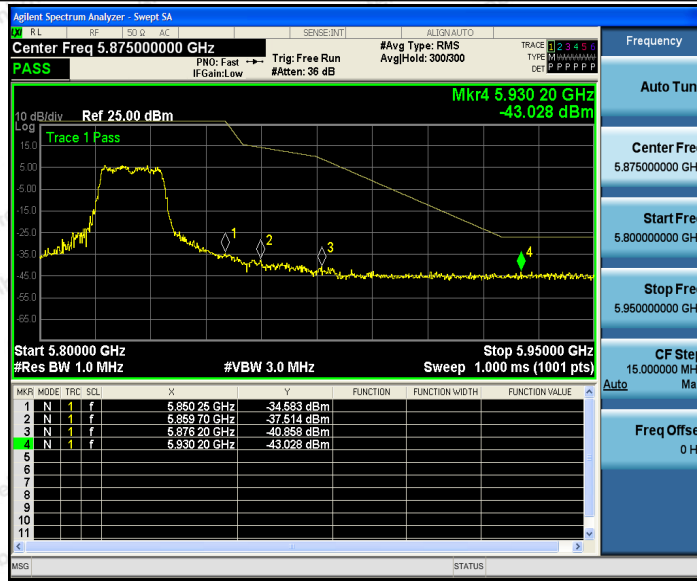 Agilent Spectrum Analyzer - Swept SA
LXI RL RF 50 Ω AC SENSE:INT ALIGNAUTO
Center Freq 5.875000000 GHz
PASS
PNO: Fast
IFGain:Low
Trig: Free Run
#Atten: 36 dB
#Avg Type: RMS
Avg|Hold: 300/300
TRACE 1 2 3 4 5 6
TYPE M
DET P P P P P P
Mkr4 5.930 20 GHz
-43.028 dBm
10 dB/div Ref 25.00 dBm
Log
Trace 1 Pass
15.0
5.00
-5.00
-15.0
-25.0
-35.0
-45.0
-55.0
-65.0
1
2
3
4
Start 5.80000 GHz Stop 5.95000 GHz
#Res BW 1.0 MHz #VBW 3.0 MHz Sweep 1.000 ms (1001 pts)
MKR MODE TRC SCL X Y FUNCTION FUNCTION WIDTH FUNCTION VALUE
1 N 1 f 5.850 25 GHz -34.583 dBm
2 N 1 f 5.859 70 GHz -37.514 dBm
3 N 1 f 5.876 20 GHz -40.858 dBm
4 N 1 f 5.930 20 GHz -43.028 dBm
5
6
7
8
9
10
11
MSG STATUS
Frequency
Auto Tun
Center Fre
5.875000000 GH
Start Fre
5.800000000 GH
Stop Fre
5.950000000 GH
CF Ste
15.000000 MH
Auto Ma
Freq Offse
0 H